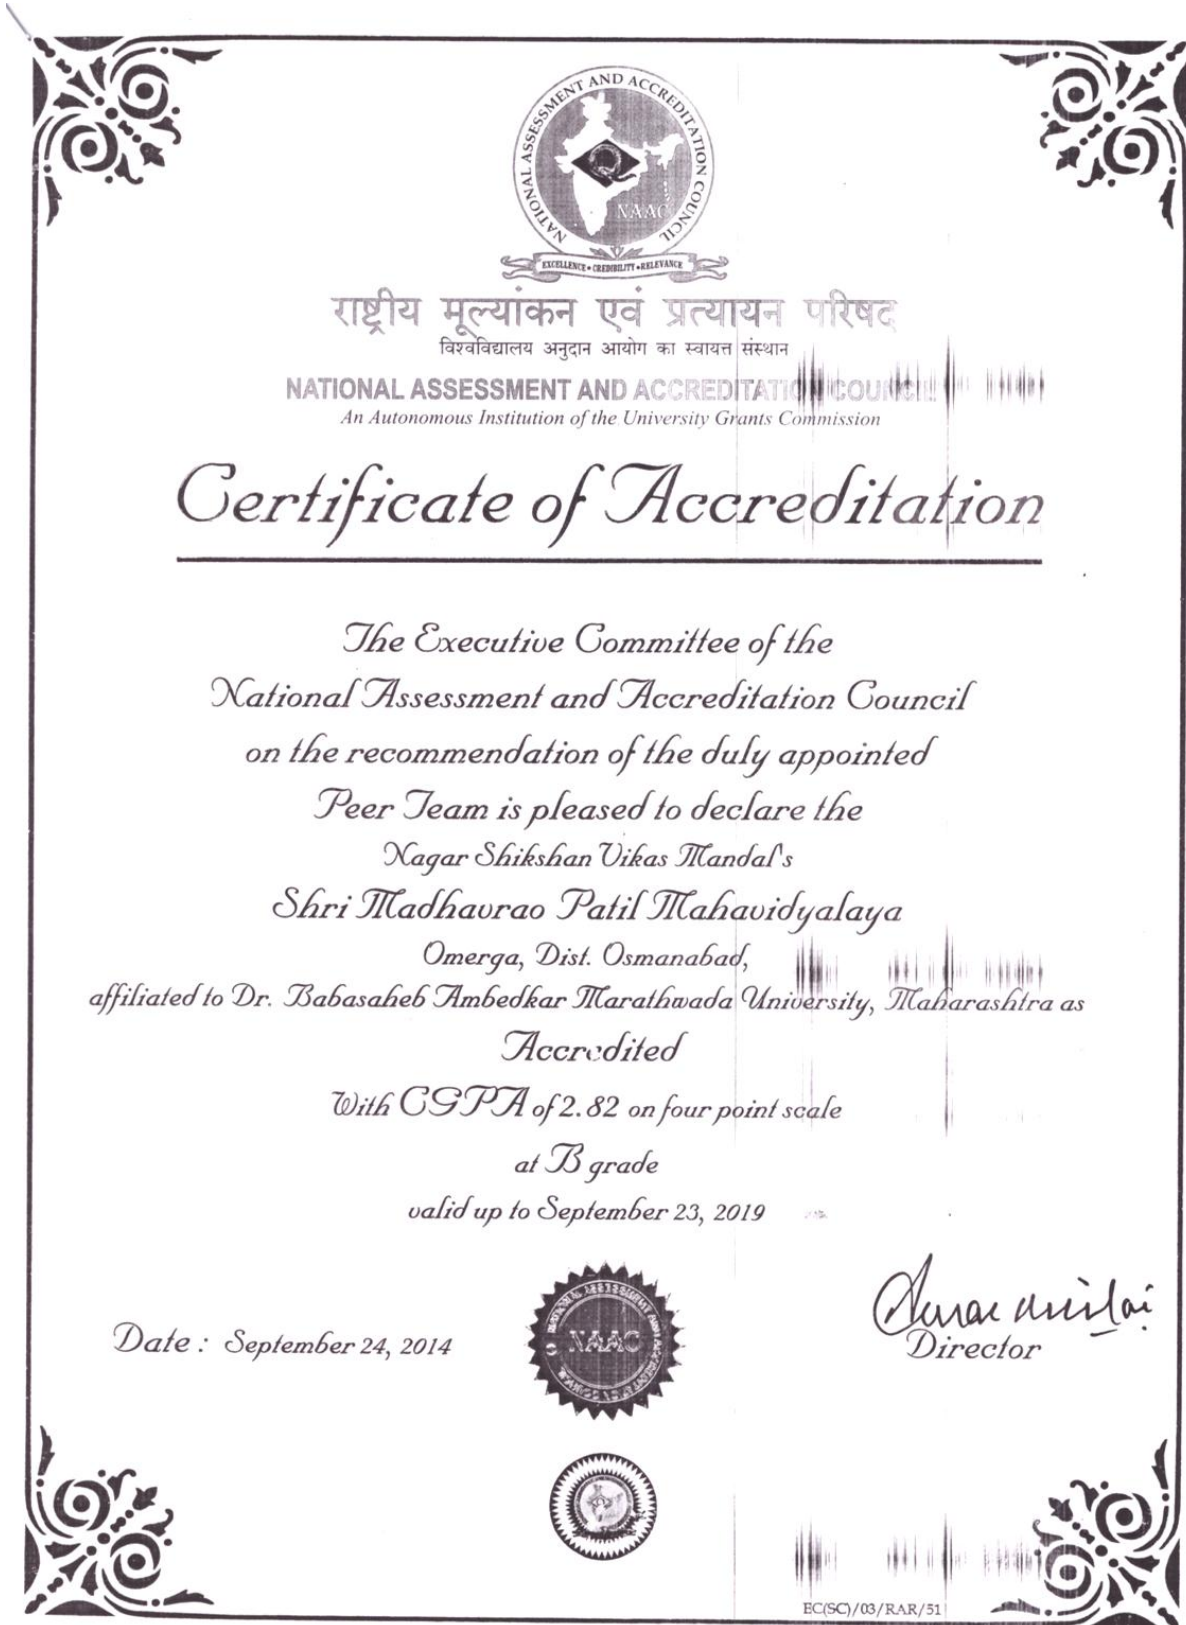 NATIONAL ASSESSMENT AND ACCREDITATION COUNCIL
NAAC
EXCELLENCE • CREDIBILITY • RELEVANCE
राष्ट्रीय मूल्यांकन एवं प्रत्यायन परिषद
विश्वविद्यालय अनुदान आयोग का स्वायत्त संस्थान
NATIONAL ASSESSMENT AND ACCREDITATION COUNCIL
An Autonomous Institution of the University Grants Commission
Certificate of Accreditation
The Executive Committee of the
National Assessment and Accreditation Council
on the recommendation of the duly appointed
Peer Team is pleased to declare the
Nagar Shikshan Vikas Mandal's
Shri Madhavrao Patil Mahavidyalaya
Omerga, Dist. Osmanabad,
affiliated to Dr. Babasaheb Ambedkar Marathwada University, Maharashtra as
Accredited
With CGPA of 2.82 on four point scale
at B grade
valid up to September 23, 2019
Date : September 24, 2014
NAAC
Director
EC(SC)/03/RAR/51